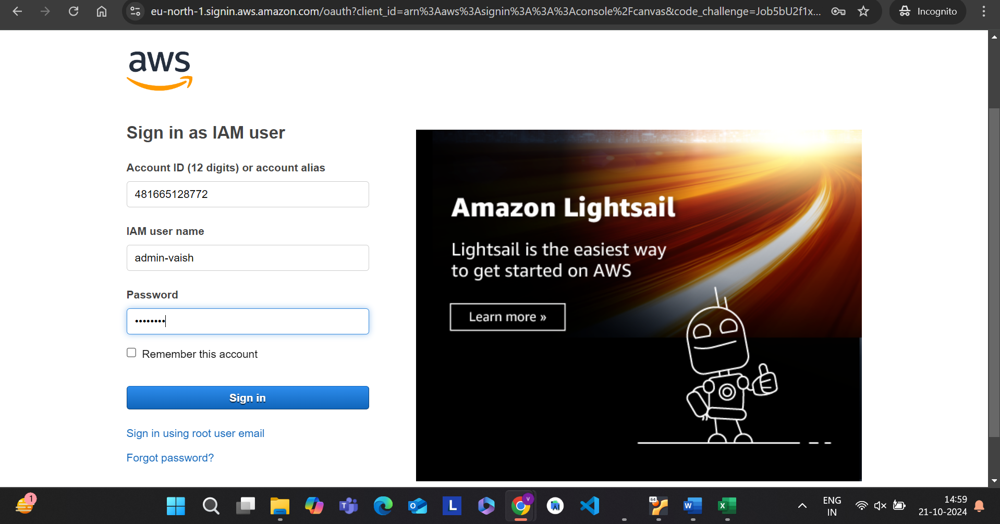 eu-north-1.signin.aws.amazon.com/oauth?client_id=arn%3Aaws%3Asignin%3A%3A%3Aconsole%2Fcanvas&code_challenge=Job5bU2f1x...
Incognito
aws
Sign in as IAM user
Account ID (12 digits) or account alias
481665128772
IAM user name
admin-vaish
Password
••••••••
Remember this account
Sign in
Sign in using root user email
Forgot password?
Amazon Lightsail
Lightsail is the easiest way
to get started on AWS
Learn more »
1
T
O
L
V
64
W
X
ENG
IN
14:59
21-10-2024